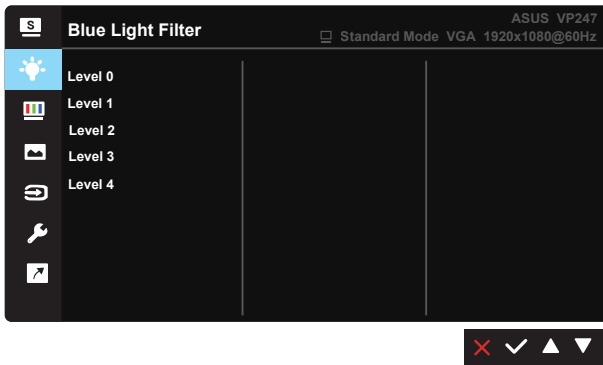 S
Blue Light Filter
ASUS VP247
Standard Mode VGA 1920x1080@60Hz
Level 0
Level 1
Level 2
Level 3
Level 4